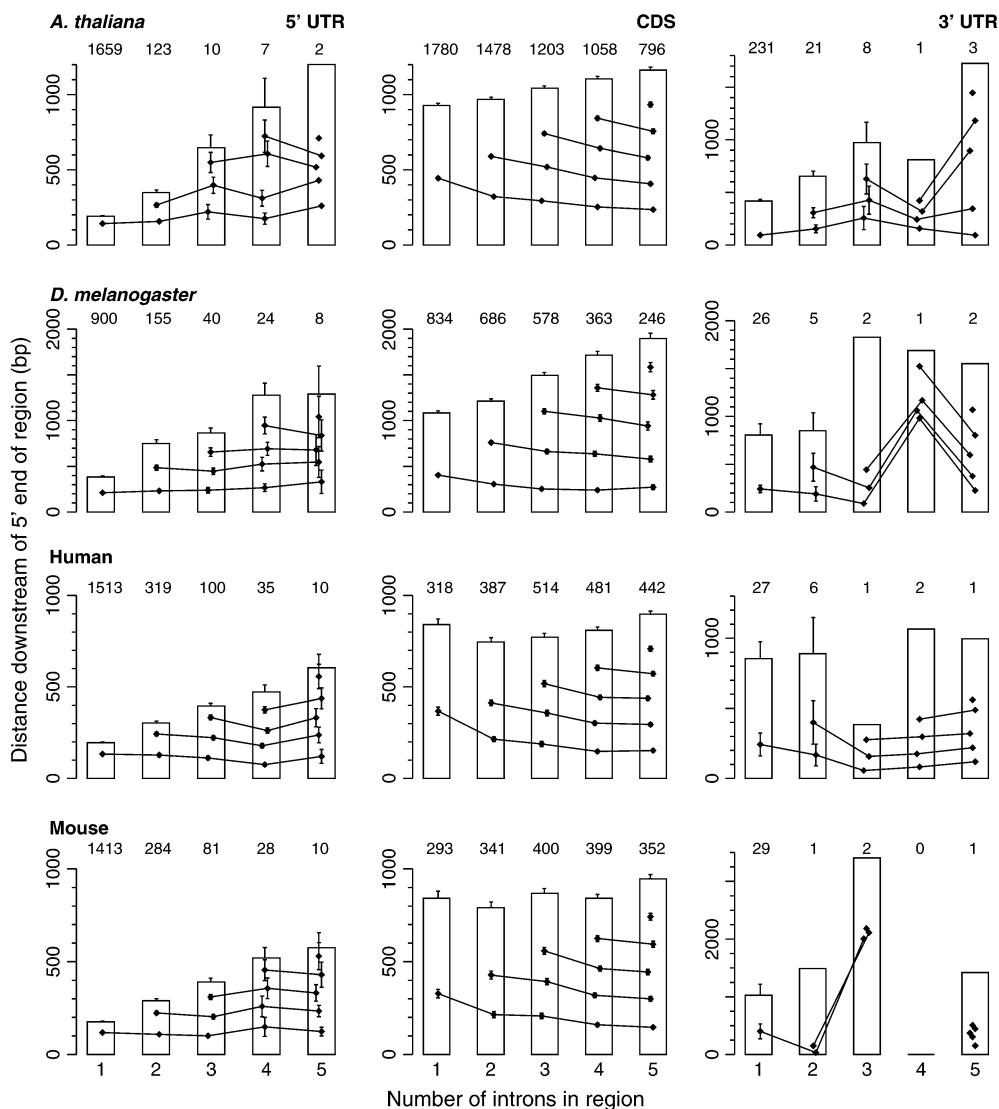 A. thaliana 5’ UTR CDS 3’ UTR
1659 123 10 7 2 1780 1478 1203 1058 796 231 21 8 1 3
0 500 1000 0 500 1000 0 1000
D. melanogaster
900 155 40 24 8 834 686 578 363 246 26 5 2 1 2
0 1000 2000 0 1000 2000 0 1000 2000
Distance downstream of 5’ end of region (bp)
Human
1513 319 100 35 10 318 387 514 481 442 27 6 1 2 1
0 500 1000 0 500 1000 0 1000
Mouse
1413 284 81 28 10 293 341 400 399 352 29 1 2 0 1
0 500 1000 0 500 1000 0 2000
1 2 3 4 5 1 2 3 4 5 1 2 3 4 5
Number of introns in region